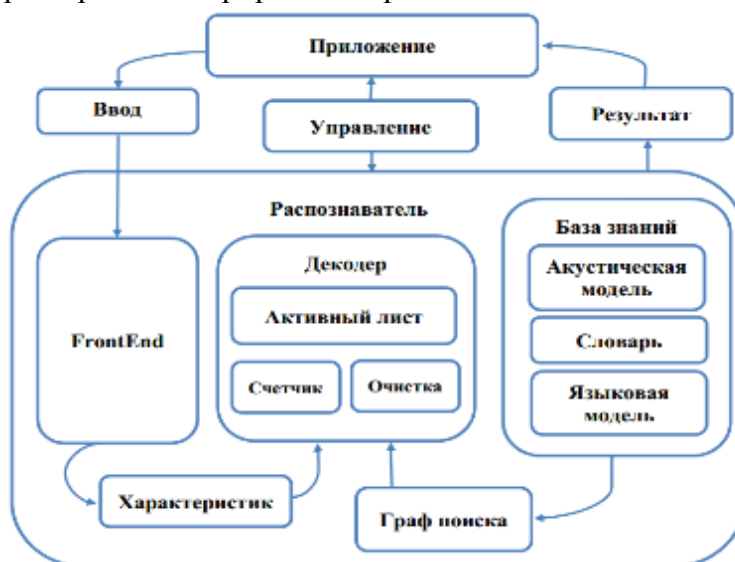 Приложение
Ввод
Управление
Результат
Распознаватель
База знаний
Декодер
Акустическая
модель
Активный лист
FrontEnd
Словарь
Счетчик
Очистка
Языковая
модель
Характеристик
Граф поиска